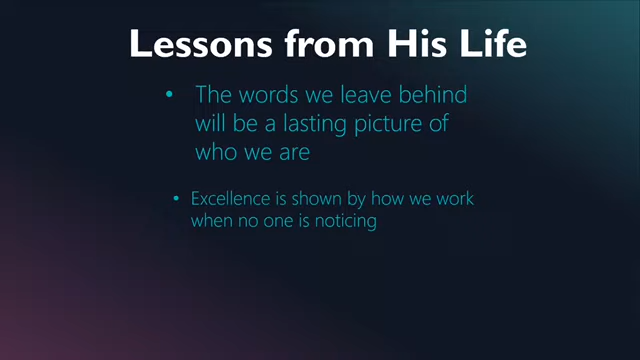 Lessons from His Life
• The words we leave behind
will be a lasting picture of
who we are
• Excellence is shown by how we work
when no one is noticing